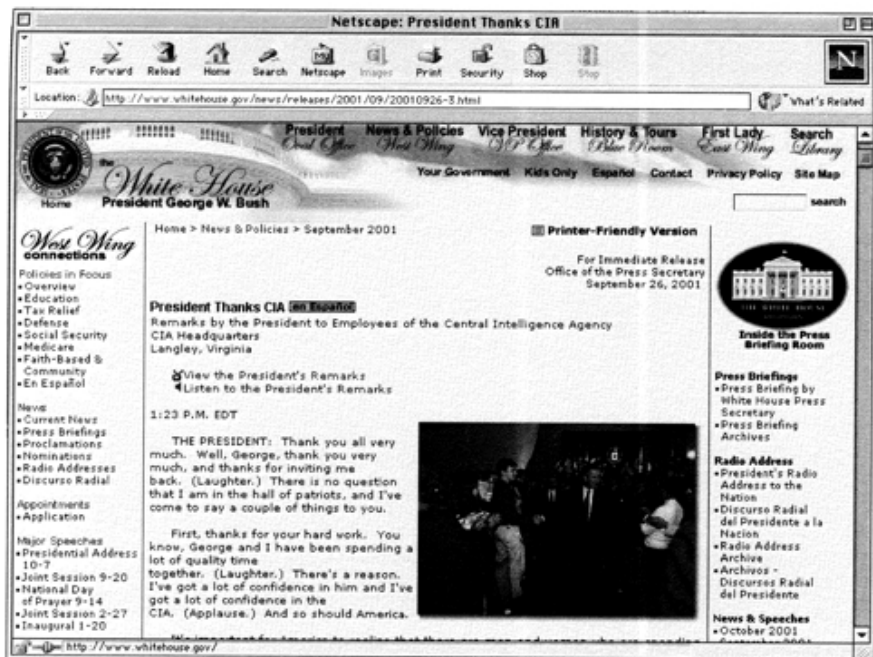 Netscape: President Thanks CIA
Back Forward Reload Home Search Netscape Images Print Security Shop Stop
N
Location: http://www.whitehouse.gov/news/releases/2001/09/20010926-3.html What's Related
President News & Policies Vice President History & Tours First Lady Search
Oval Office West Wing VP Office Blue Room East Wing Library
Your Government Kids Only Español Contact Privacy Policy Site Map
the
White House
Home President George W. Bush
search
West Wing
connections
Policies in Focus
•Overview
•Education
•Tax Relief
•Defense
•Social Security
•Medicare
•Faith-Based &
Community
•En Español
News
•Current News
•Press Briefings
•Proclamations
•Nominations
•Radio Addresses
•Discurso Radial
Appointments
•Application
Major Speeches
•Presidential Address
10-7
•Joint Session 9-20
•National Day
of Prayer 9-14
•Joint Session 2-27
•Inaugural 1-20
Home > News & Policies > September 2001
Printer-Friendly Version
For Immediate Release
Office of the Press Secretary
September 26, 2001
President Thanks CIA en Español
Remarks by the President to Employees of the Central Intelligence Agency
CIA Headquarters
Langley, Virginia
View the President's Remarks
Listen to the President's Remarks
1:23 P.M. EDT
THE PRESIDENT: Thank you all very
much. Well, George, thank you very
much, and thanks for inviting me
back. (Laughter.) There is no question
that I am in the hall of patriots, and I've
come to say a couple of things to you.
First, thanks for your hard work. You
know, George and I have been spending a
lot of quality time
together. (Laughter.) There's a reason.
I've got a lot of confidence in him and I've
got a lot of confidence in the
CIA. (Applause.) And so should America.
THE WHITE HOUSE
Inside the Press
Briefing Room
Press Briefings
•Press Briefing by
White House Press
Secretary
•Press Briefing
Archives
Radio Address
•President's Radio
Address to the
Nation
•Discurso Radial
del Presidente a la
Nacion
•Radio Address
Archive
•Archivos -
Discursos Radial
del Presidente
News & Speeches
•October 2001
http://www.whitehouse.gov/